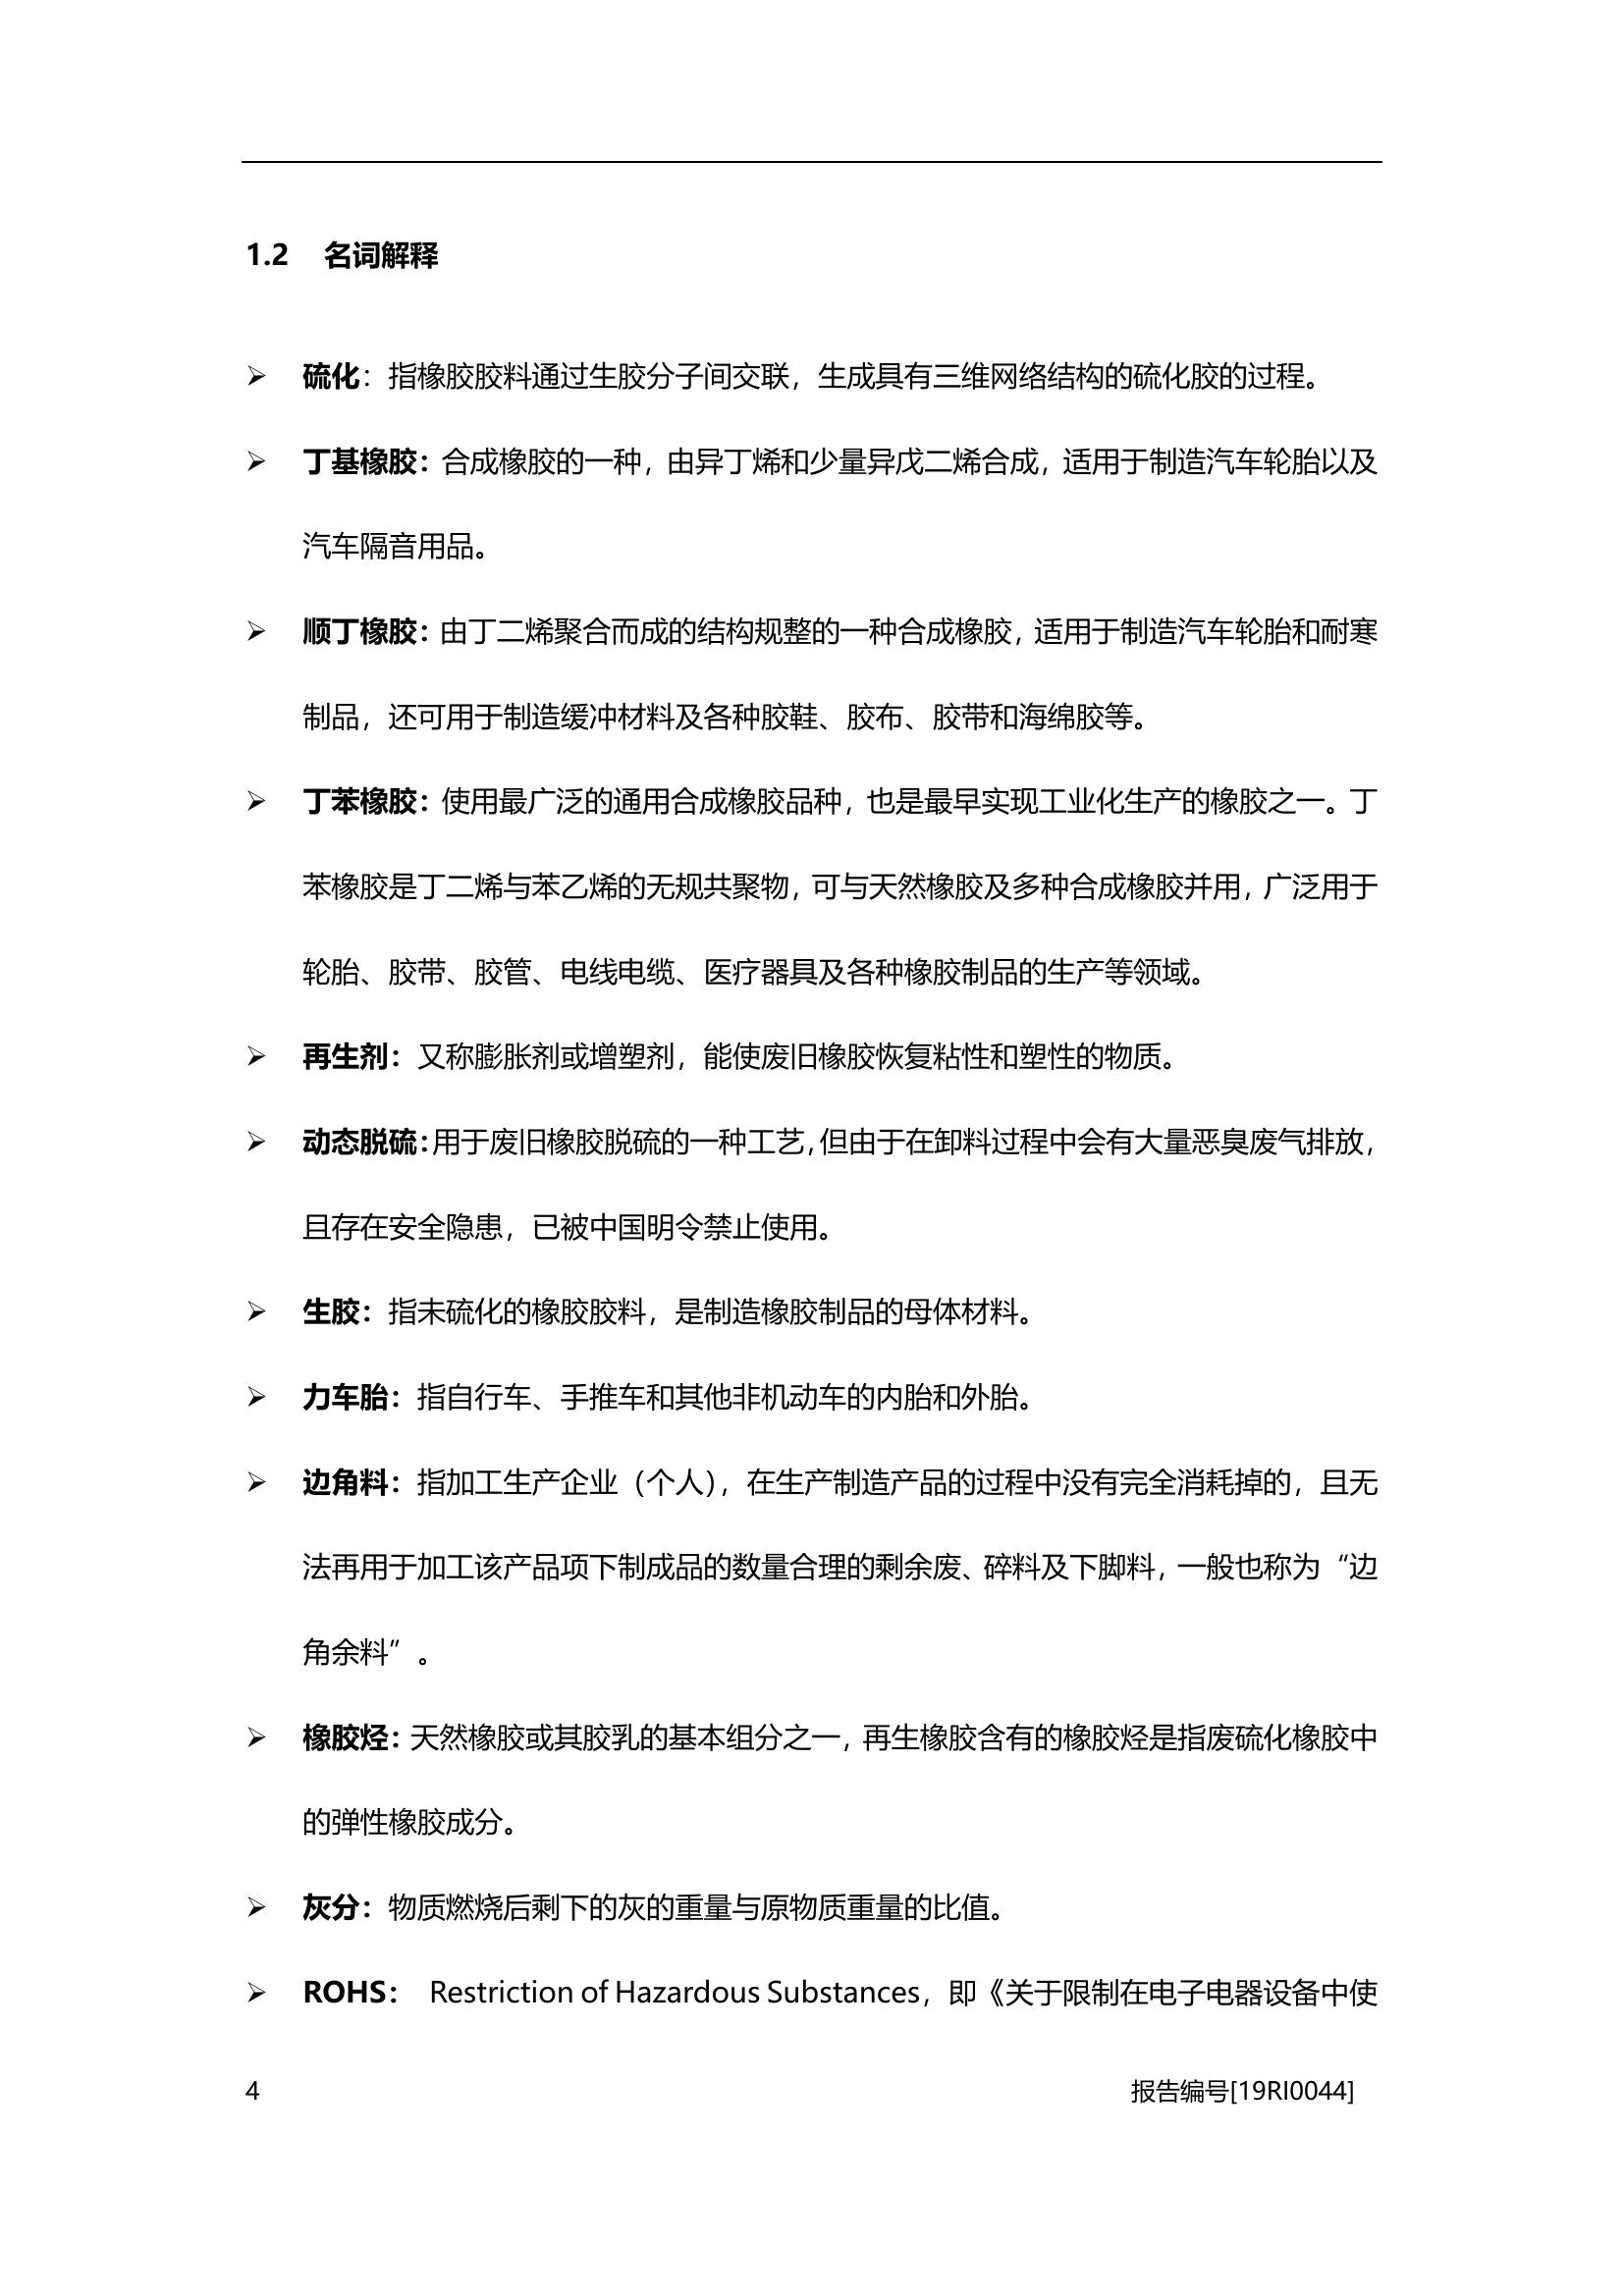 1.2 名词解释
➢ 硫化：指橡胶胶料通过生胶分子间交联，生成具有三维网络结构的硫化胶的过程。
➢ 丁基橡胶：合成橡胶的一种，由异丁烯和少量异戊二烯合成，适用于制造汽车轮胎以及
汽车隔音用品。
➢ 顺丁橡胶：由丁二烯聚合而成的结构规整的一种合成橡胶，适用于制造汽车轮胎和耐寒
制品，还可用于制造缓冲材料及各种胶鞋、胶布、胶带和海绵胶等。
➢ 丁苯橡胶：使用最广泛的通用合成橡胶品种，也是最早实现工业化生产的橡胶之一。丁
苯橡胶是丁二烯与苯乙烯的无规共聚物，可与天然橡胶及多种合成橡胶并用，广泛用于
轮胎、胶带、胶管、电线电缆、医疗器具及各种橡胶制品的生产等领域。
➢ 再生剂：又称膨胀剂或增塑剂，能使废旧橡胶恢复粘性和塑性的物质。
➢ 动态脱硫：用于废旧橡胶脱硫的一种工艺，但由于在卸料过程中会有大量恶臭废气排放，
且存在安全隐患，已被中国明令禁止使用。
➢ 生胶：指未硫化的橡胶胶料，是制造橡胶制品的母体材料。
➢ 力车胎：指自行车、手推车和其他非机动车的内胎和外胎。
➢ 边角料：指加工生产企业（个人），在生产制造产品的过程中没有完全消耗掉的，且无
法再用于加工该产品项下制成品的数量合理的剩余废、碎料及下脚料，一般也称为“边
角余料”。
➢ 橡胶烃：天然橡胶或其胶乳的基本组分之一，再生橡胶含有的橡胶烃是指废硫化橡胶中
的弹性橡胶成分。
➢ 灰分：物质燃烧后剩下的灰的重量与原物质重量的比值。
➢ ROHS： Restriction of Hazardous Substances，即《关于限制在电子电器设备中使
4 报告编号[19RI0044]